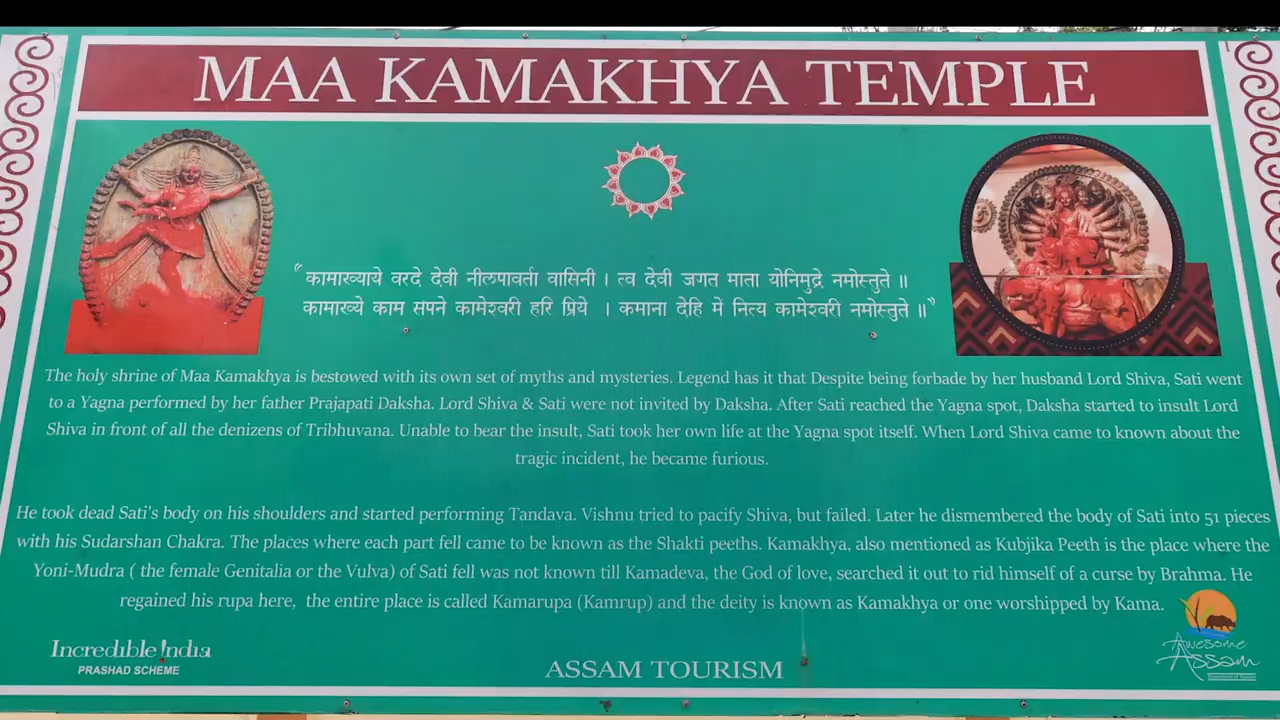 MAA KAMAKHYA TEMPLE
“कामाख्याये वरदे देवी नीलपावर्ता वासिनी । त्व देवी जगत माता योनिमुद्रे नमोस्तुते ॥
कामाख्ये काम संपने कामेश्वरी हरि प्रिये । कमाना देहि में नित्य कामेश्वरी नमोस्तुते ॥”
The holy shrine of Maa Kamakhya is bestowed with its own set of myths and mysteries. Legend has it that Despite being forbade by her husband Lord Shiva, Sati went
to a Yagna performed by her father Prajapati Daksha. Lord Shiva & Sati were not invited by Daksha. After Sati reached the Yagna spot, Daksha started to insult Lord
Shiva in front of all the denizens of Tribhuvana. Unable to bear the insult, Sati took her own life at the Yagna spot itself. When Lord Shiva came to known about the
tragic incident, he became furious.
He took dead Sati's body on his shoulders and started performing Tandava. Vishnu tried to pacify Shiva, but failed. Later he dismembered the body of Sati into 51 pieces
with his Sudarshan Chakra. The places where each part fell came to be known as the Shakti peeths. Kamakhya, also mentioned as Kubjika Peeth is the place where the
Yoni-Mudra ( the female Genitalia or the Vulva) of Sati fell was not known till Kamadeva, the God of love, searched it out to rid himself of a curse by Brahma. He
regained his rupa here, the entire place is called Kamarupa (Kamrup) and the deity is known as Kamakhya or one worshipped by Kama.
Incredible India
PRASHAD SCHEME
ASSAM TOURISM
Awesome
Assam